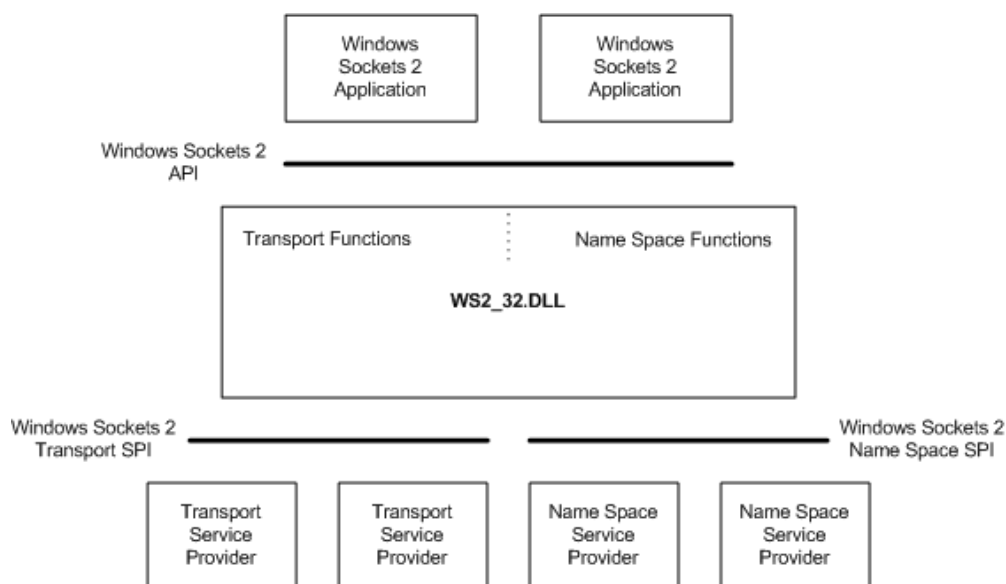 Windows
Sockets 2
Application
Windows
Sockets 2
Application
Windows Sockets 2
API
Transport Functions
Name Space Functions
WS2_32.DLL
Windows Sockets 2
Transport SPI
Windows Sockets 2
Name Space SPI
Transport
Service
Provider
Transport
Service
Provider
Name Space
Service
Provider
Name Space
Service
Provider